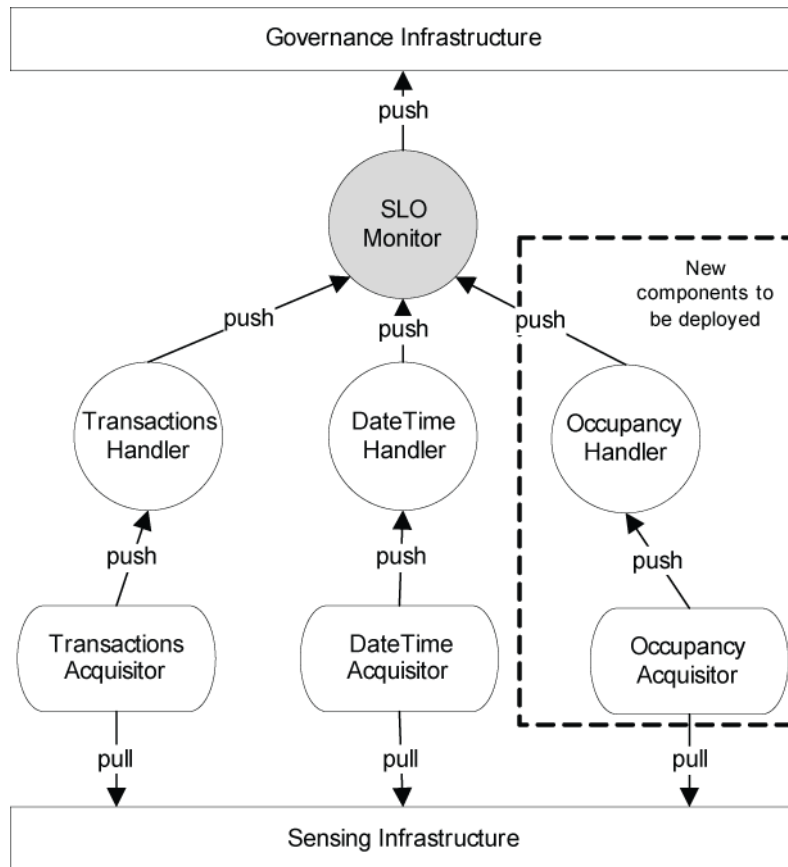 Governance Infrastructure
push
SLO
Monitor
New
components to
be deployed
push
push
push
Transactions
Handler
DateTime
Handler
Occupancy
Handler
push
push
push
Transactions
Acquisitor
DateTime
Acquisitor
Occupancy
Acquisitor
pull
pull
pull
Sensing Infrastructure